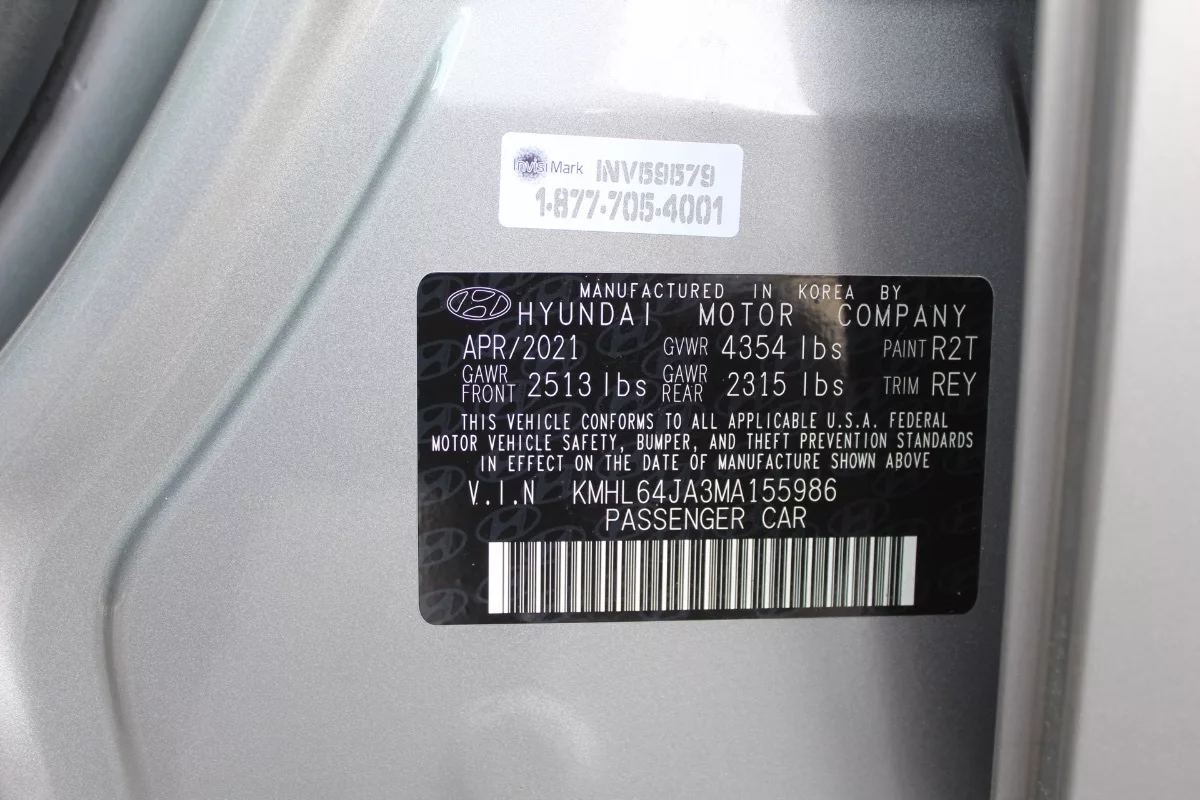 InvisiMark INV59579
1-877-705-4001
MANUFACTURED IN KOREA BY
HYUNDAI MOTOR COMPANY
APR/2021 GVWR 4354 lbs PAINT R2T
GAWR FRONT 2513 lbs GAWR REAR 2315 lbs TRIM REY
THIS VEHICLE CONFORMS TO ALL APPLICABLE U.S.A. FEDERAL
MOTOR VEHICLE SAFETY, BUMPER, AND THEFT PREVENTION STANDARDS
IN EFFECT ON THE DATE OF MANUFACTURE SHOWN ABOVE
V.I.N KMHL64JA3MA155986
PASSENGER CAR